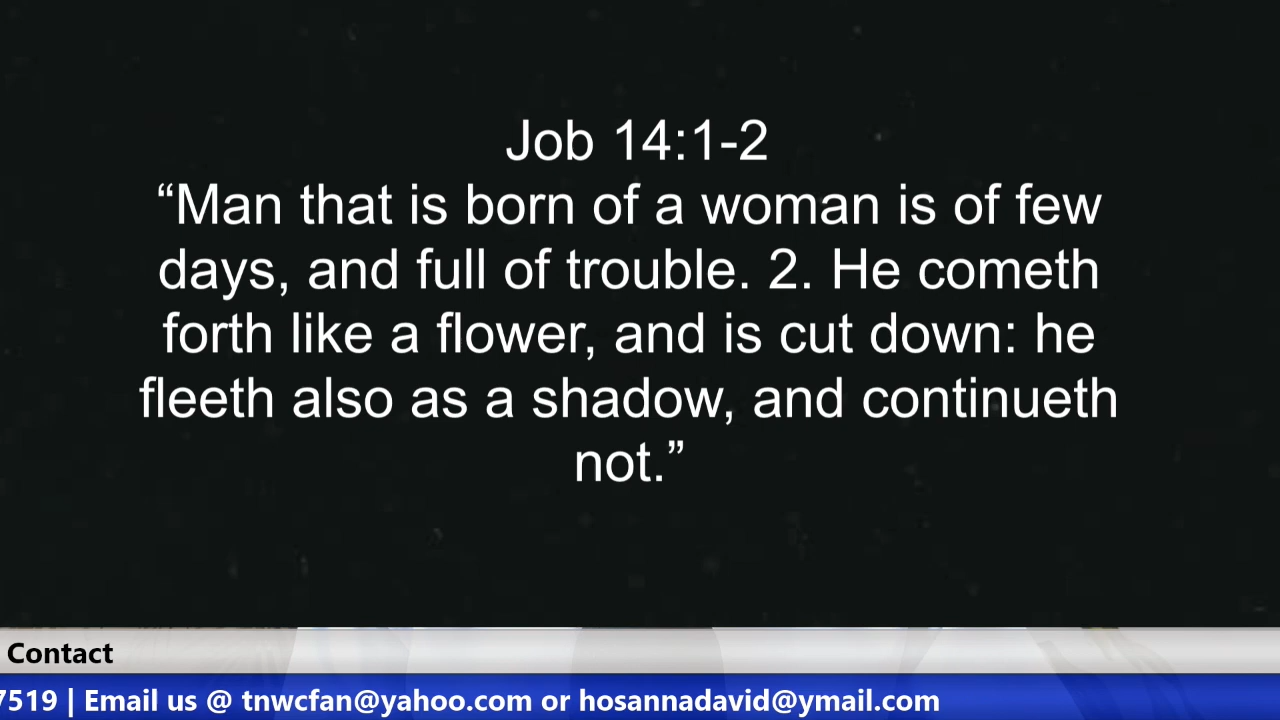 Job 14:1-2
“Man that is born of a woman is of few
days, and full of trouble. 2. He cometh
forth like a flower, and is cut down: he
fleeth also as a shadow, and continueth
not.”
Contact
7519 | Email us @ tnwcfan@yahoo.com or hosannadavid@ymail.com